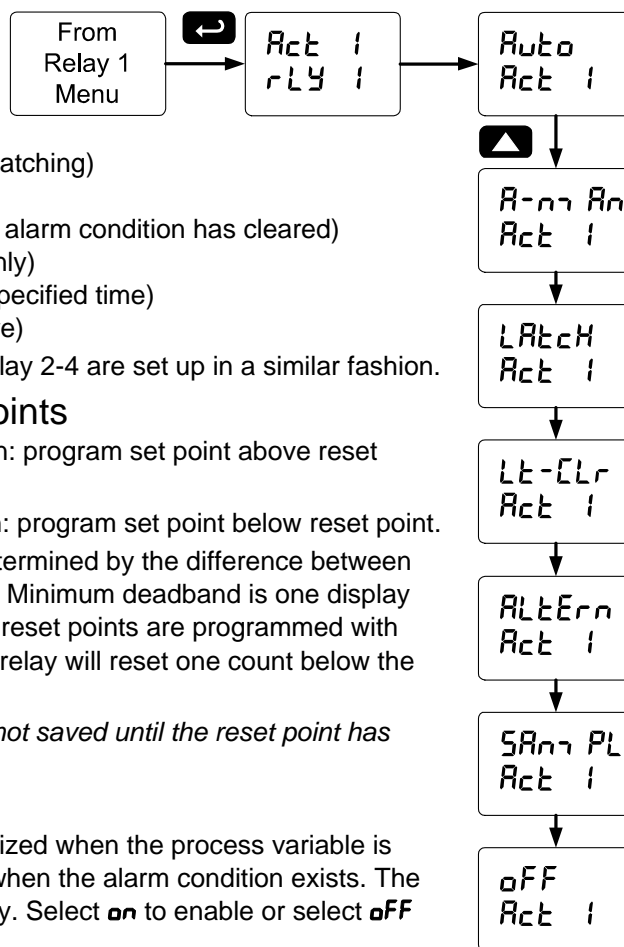 From
Relay 1
Menu
Act 1
rLY 1
Auto
Act 1
atching)
A-nn An
Act 1
alarm condition has cleared)
nly)
pecified time)
e)
LAtcH
Act 1
lay 2-4 are set up in a similar fashion.
oints
n: program set point above reset
Lt-CLr
Act 1
n: program set point below reset point.
termined by the difference between
Minimum deadband is one display
reset points are programmed with
relay will reset one count below the
ALtErn
Act 1
not saved until the reset point has
SAnn PL
Act 1
ized when the process variable is
when the alarm condition exists. The
y. Select on to enable or select oFF
oFF
Act 1